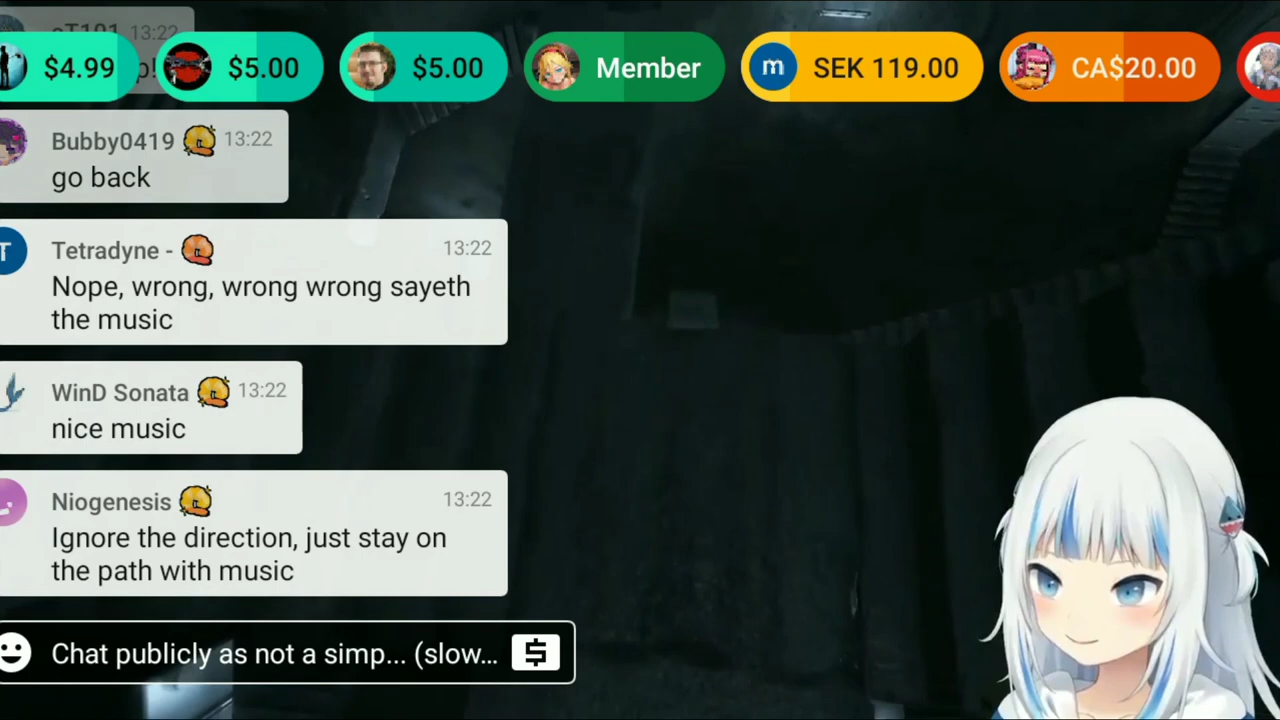 $4.99
$5.00
$5.00
Member
m
SEK 119.00
CA$20.00
13:22
Bubby0419 13:22
go back
T
Tetradyne - 13:22
Nope, wrong, wrong wrong sayeth
the music
WinD Sonata 13:22
nice music
Niogenesis 13:22
Ignore the direction, just stay on
the path with music
Chat publicly as not a simp... (slow...
$